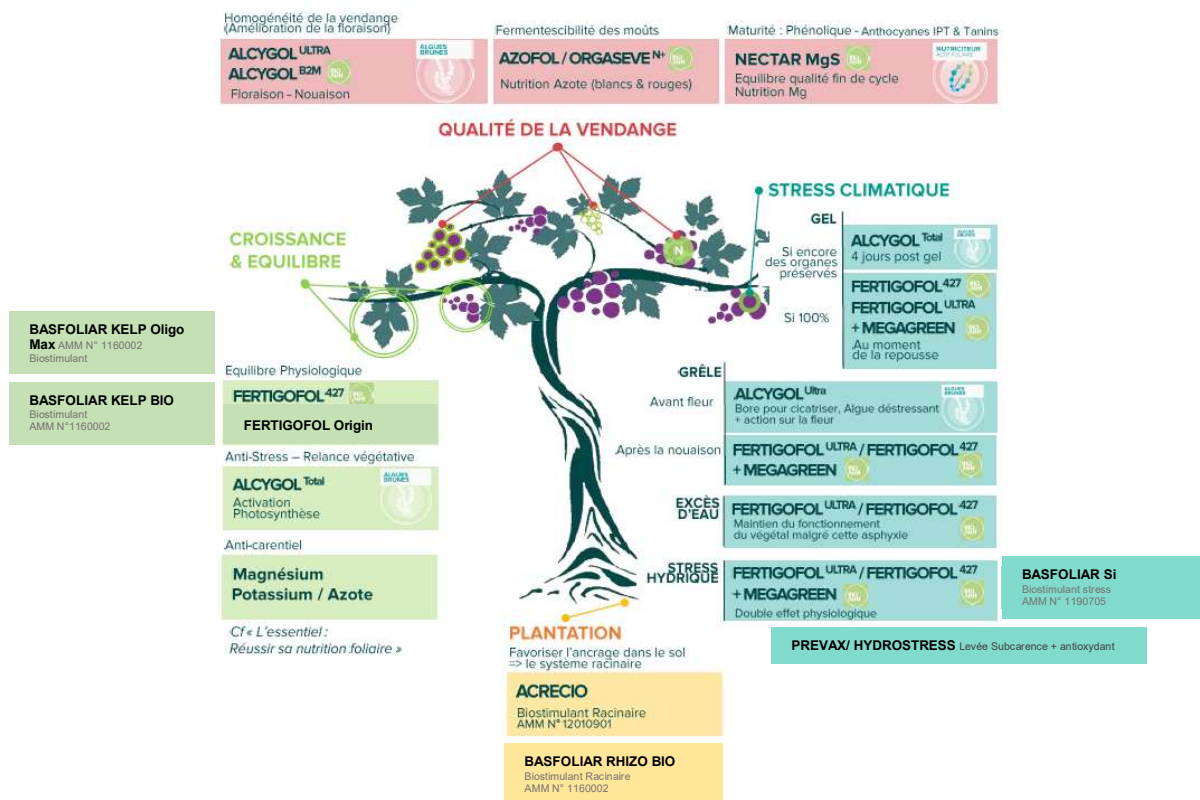 Homogénéité de la vendange
(Amélioration de la floraison)
ALCYGOL ULTRA
ALCYGOL B2M
Floraison - Nouaison
ALGUES
BRUNES
Fermentescibilité des moûts
AZOFOL / ORGASEVE N+
Nutrition Azote (blancs & rouges)
Maturité : Phénolique - Anthocyanes IPT & Tanins
NECTAR MgS
Equilibre qualité fin de cycle
Nutrition Mg
NUTRICITEUR
QUALITÉ DE LA VENDANGE
N
CROISSANCE
& EQUILIBRE
BASFOLIAR KELP Oligo
Max AMM N° 1160002
Biostimulant
BASFOLIAR KELP BIO
Biostimulant
AMM N°1160002
Equilibre Physiologique
FERTIGOFOL 427
FERTIGOFOL Origin
Anti-Stress – Relance végétative
ALCYGOL Total
Activation
Photosynthèse
ALGUES
BRUNES
Anti-carentiel
Magnésium
Potassium / Azote
Cf « L'essentiel :
Réussir sa nutrition foliaire »
STRESS CLIMATIQUE
GEL
Si encore
des organes
préservés
ALCYGOL Total
4 jours post gel
Si 100%
FERTIGOFOL 427
FERTIGOFOL ULTRA
+ MEGAGREEN
Au moment
de la repousse
GRÊLE
Avant fleur
ALCYGOL Ultra
Bore pour cicatriser, Algue déstressant
+ action sur la fleur
ALGUES
BRUNES
Après la nouaison
FERTIGOFOL ULTRA / FERTIGOFOL 427
+ MEGAGREEN
EXCÈS
D'EAU
FERTIGOFOL ULTRA / FERTIGOFOL 427
Maintien du fonctionnement
du végétal malgré cette asphyxie
STRESS
HYDRIQUE
FERTIGOFOL ULTRA / FERTIGOFOL 427
+ MEGAGREEN
Double effet physiologique
BASFOLIAR Si
Biostimulant stress
AMM N° 1190705
PREVAX/ HYDROSTRESS Levée Subcarence + antioxydant
PLANTATION
Favoriser l'ancrage dans le sol
=> le système racinaire
ACRECIO
Biostimulant Racinaire
AMM N° 12010901
BASFOLIAR RHIZO BIO
Biostimulant Racinaire
AMM N° 1160002